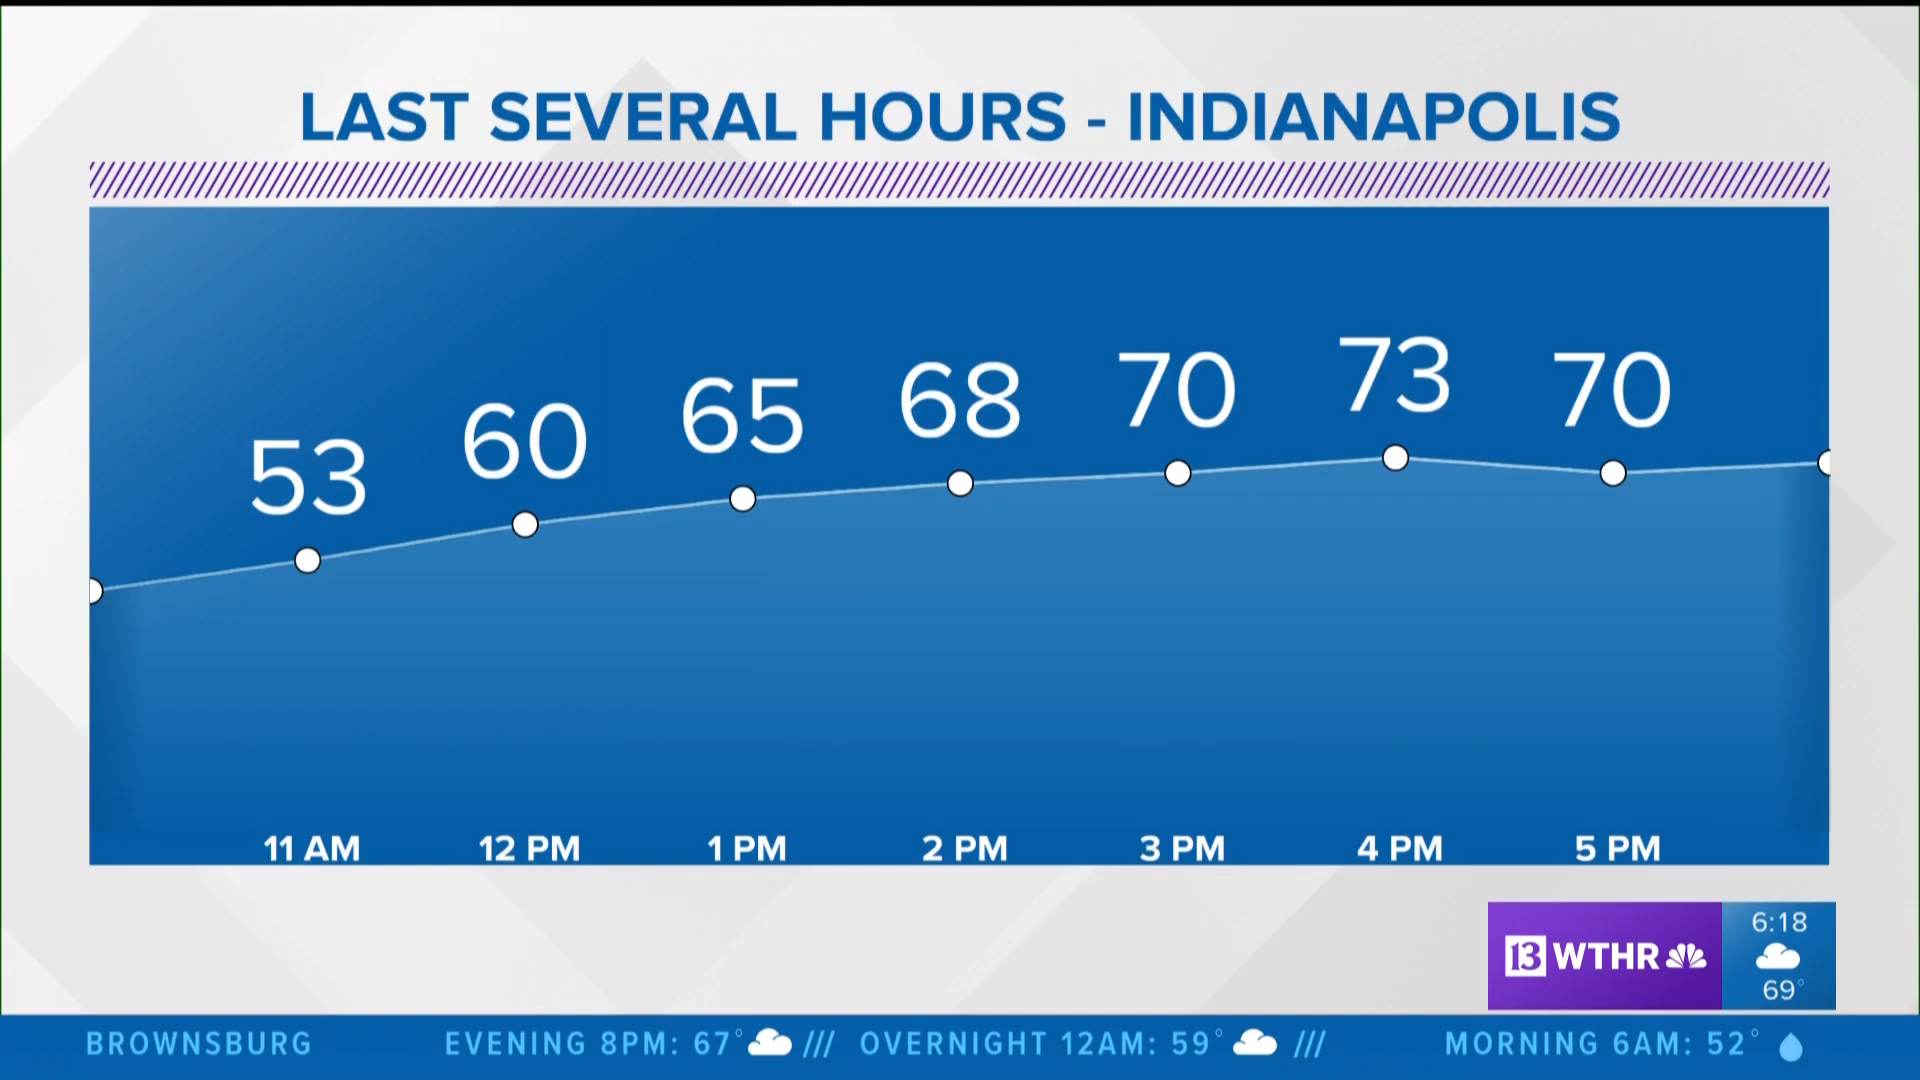 LAST SEVERAL HOURS - INDIANAPOLIS
53 60 65 68 70 73 70
11 AM 12 PM 1 PM 2 PM 3 PM 4 PM 5 PM
13 WTHR
6:18
69°
BROWNSBURG EVENING 8PM: 67° /// OVERNIGHT 12AM: 59° /// MORNING 6AM: 52°